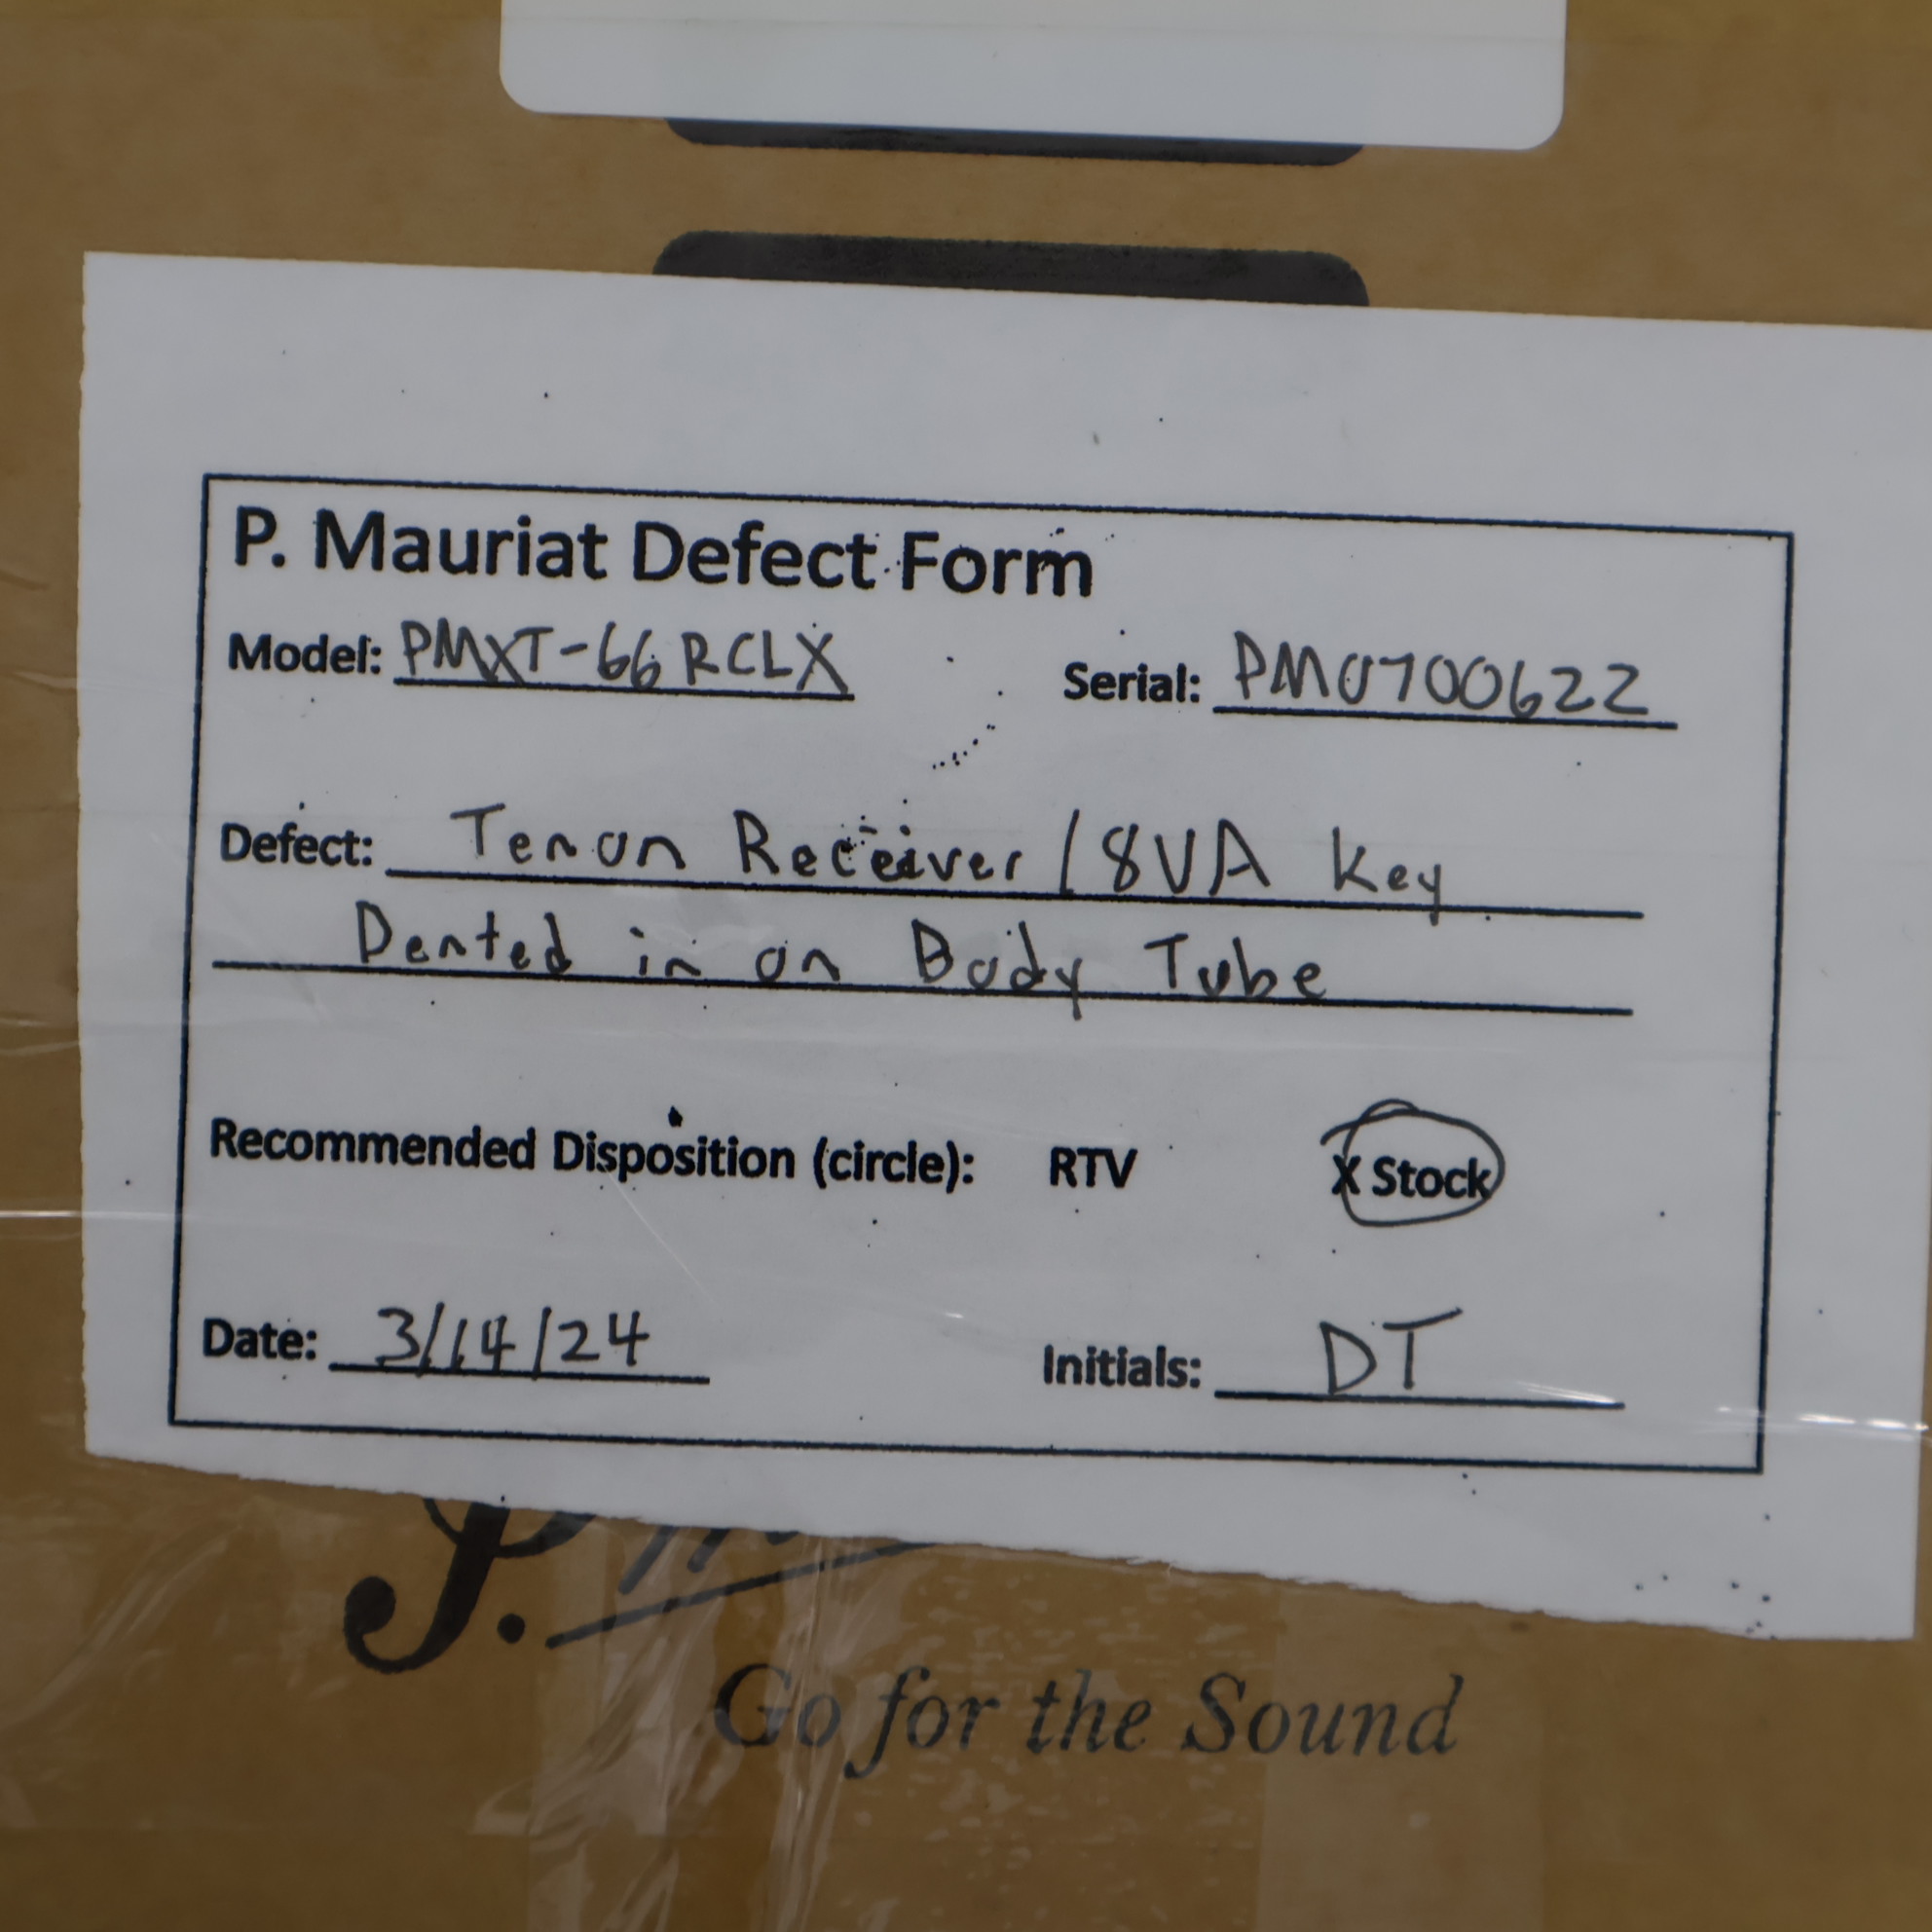 P. Mauriat Defect Form
Model: PMXT-66RCLX Serial: PM0700622
Defect: Tenon Receiver / 8VA Key
Dented in on Body Tube
Recommended Disposition (circle): RTV X Stock
Date: 3/14/24 Initials: DT
P.
Go for the Sound